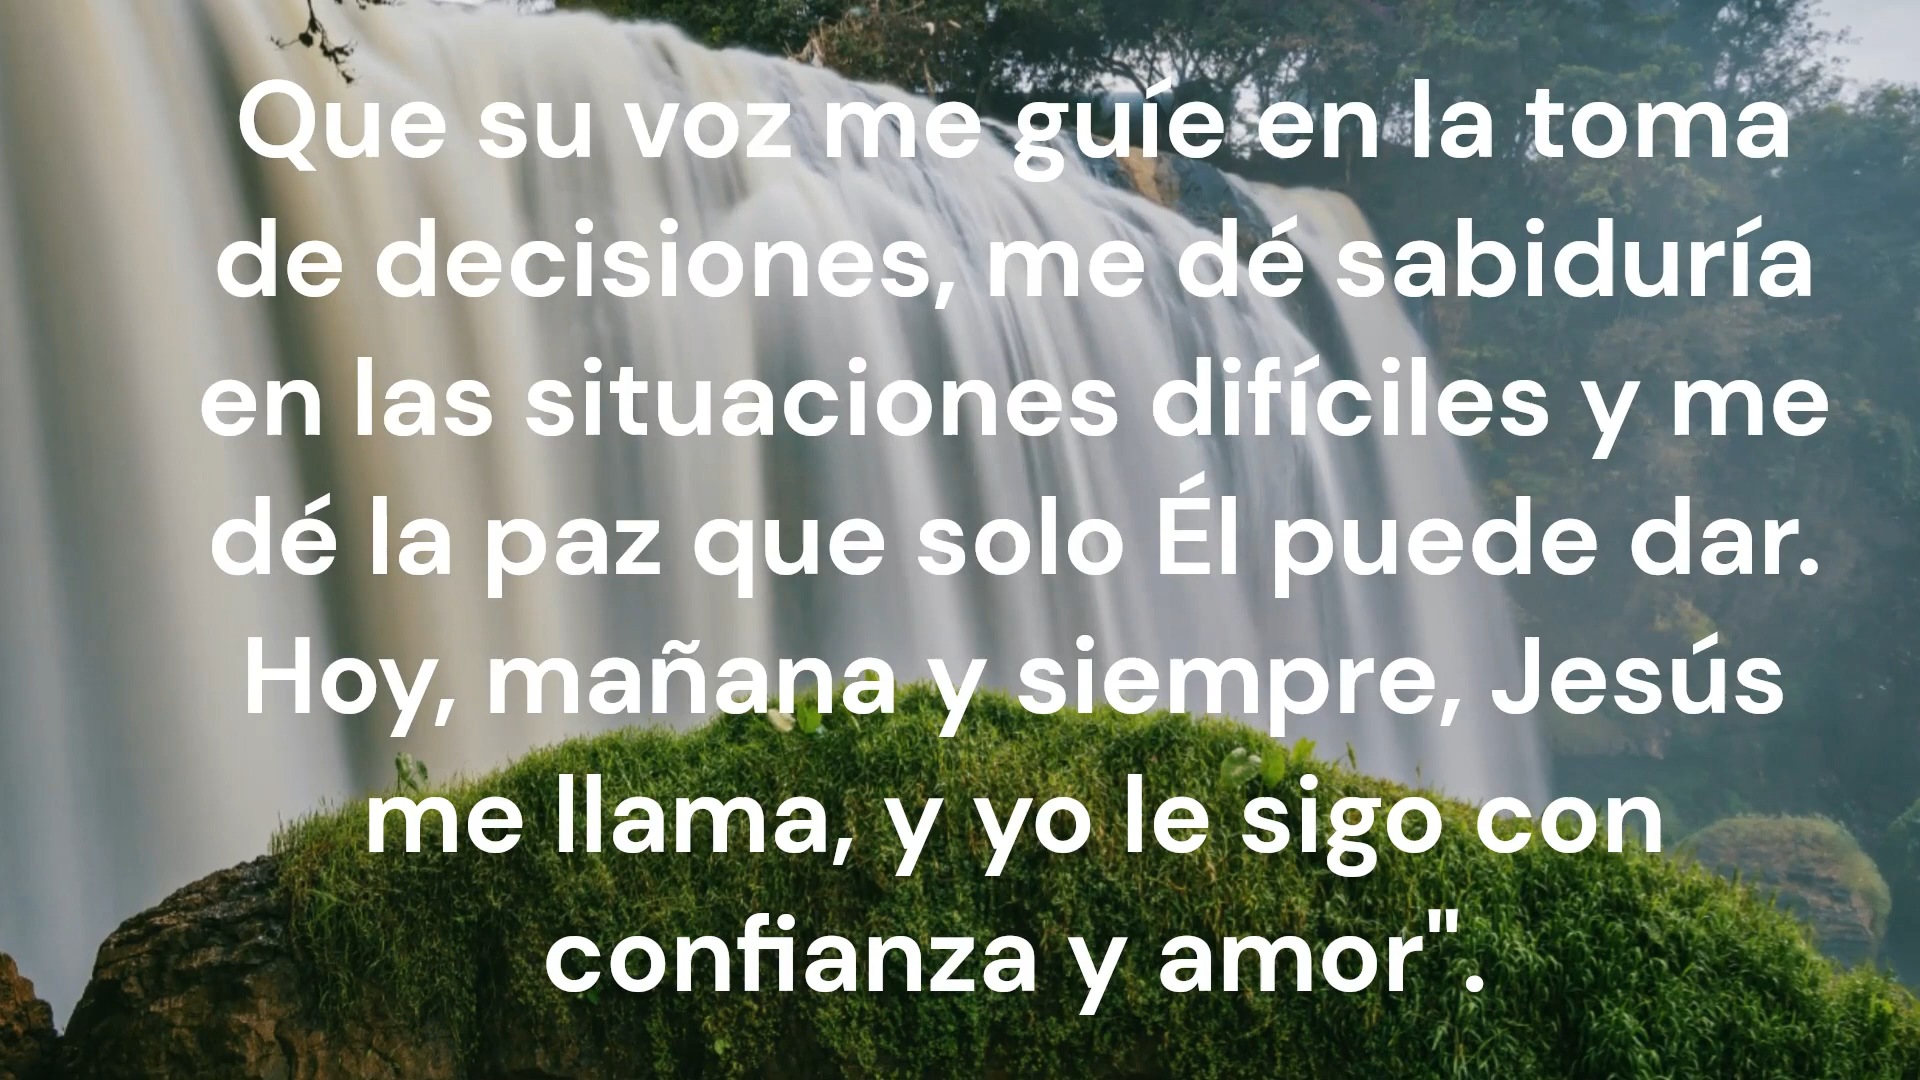 Que su voz me guíe en la toma
de decisiones, me dé sabiduría
en las situaciones difíciles y me
dé la paz que solo Él puede dar.
Hoy, mañana y siempre, Jesús
me llama, y yo le sigo con
confianza y amor".